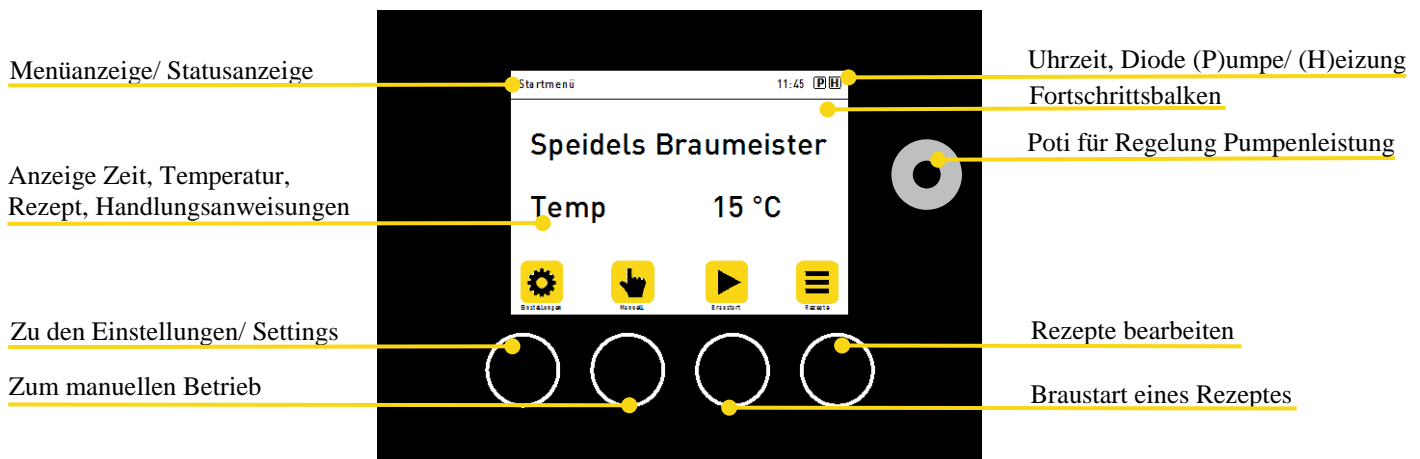 Menüanzeige/ Statusanzeige
Anzeige Zeit, Temperatur,
Rezept, Handlungsanweisungen
Zu den Einstellungen/ Settings
Zum manuellen Betrieb
Startmenü 11:45 P H
Speidels Braumeister
Temp 15 °C
Einstellungen Manuell Braustart Rezepte
Uhrzeit, Diode (P)umpe/ (H)eizung
Fortschrittsbalken
Poti für Regelung Pumpenleistung
Rezepte bearbeiten
Braustart eines Rezeptes